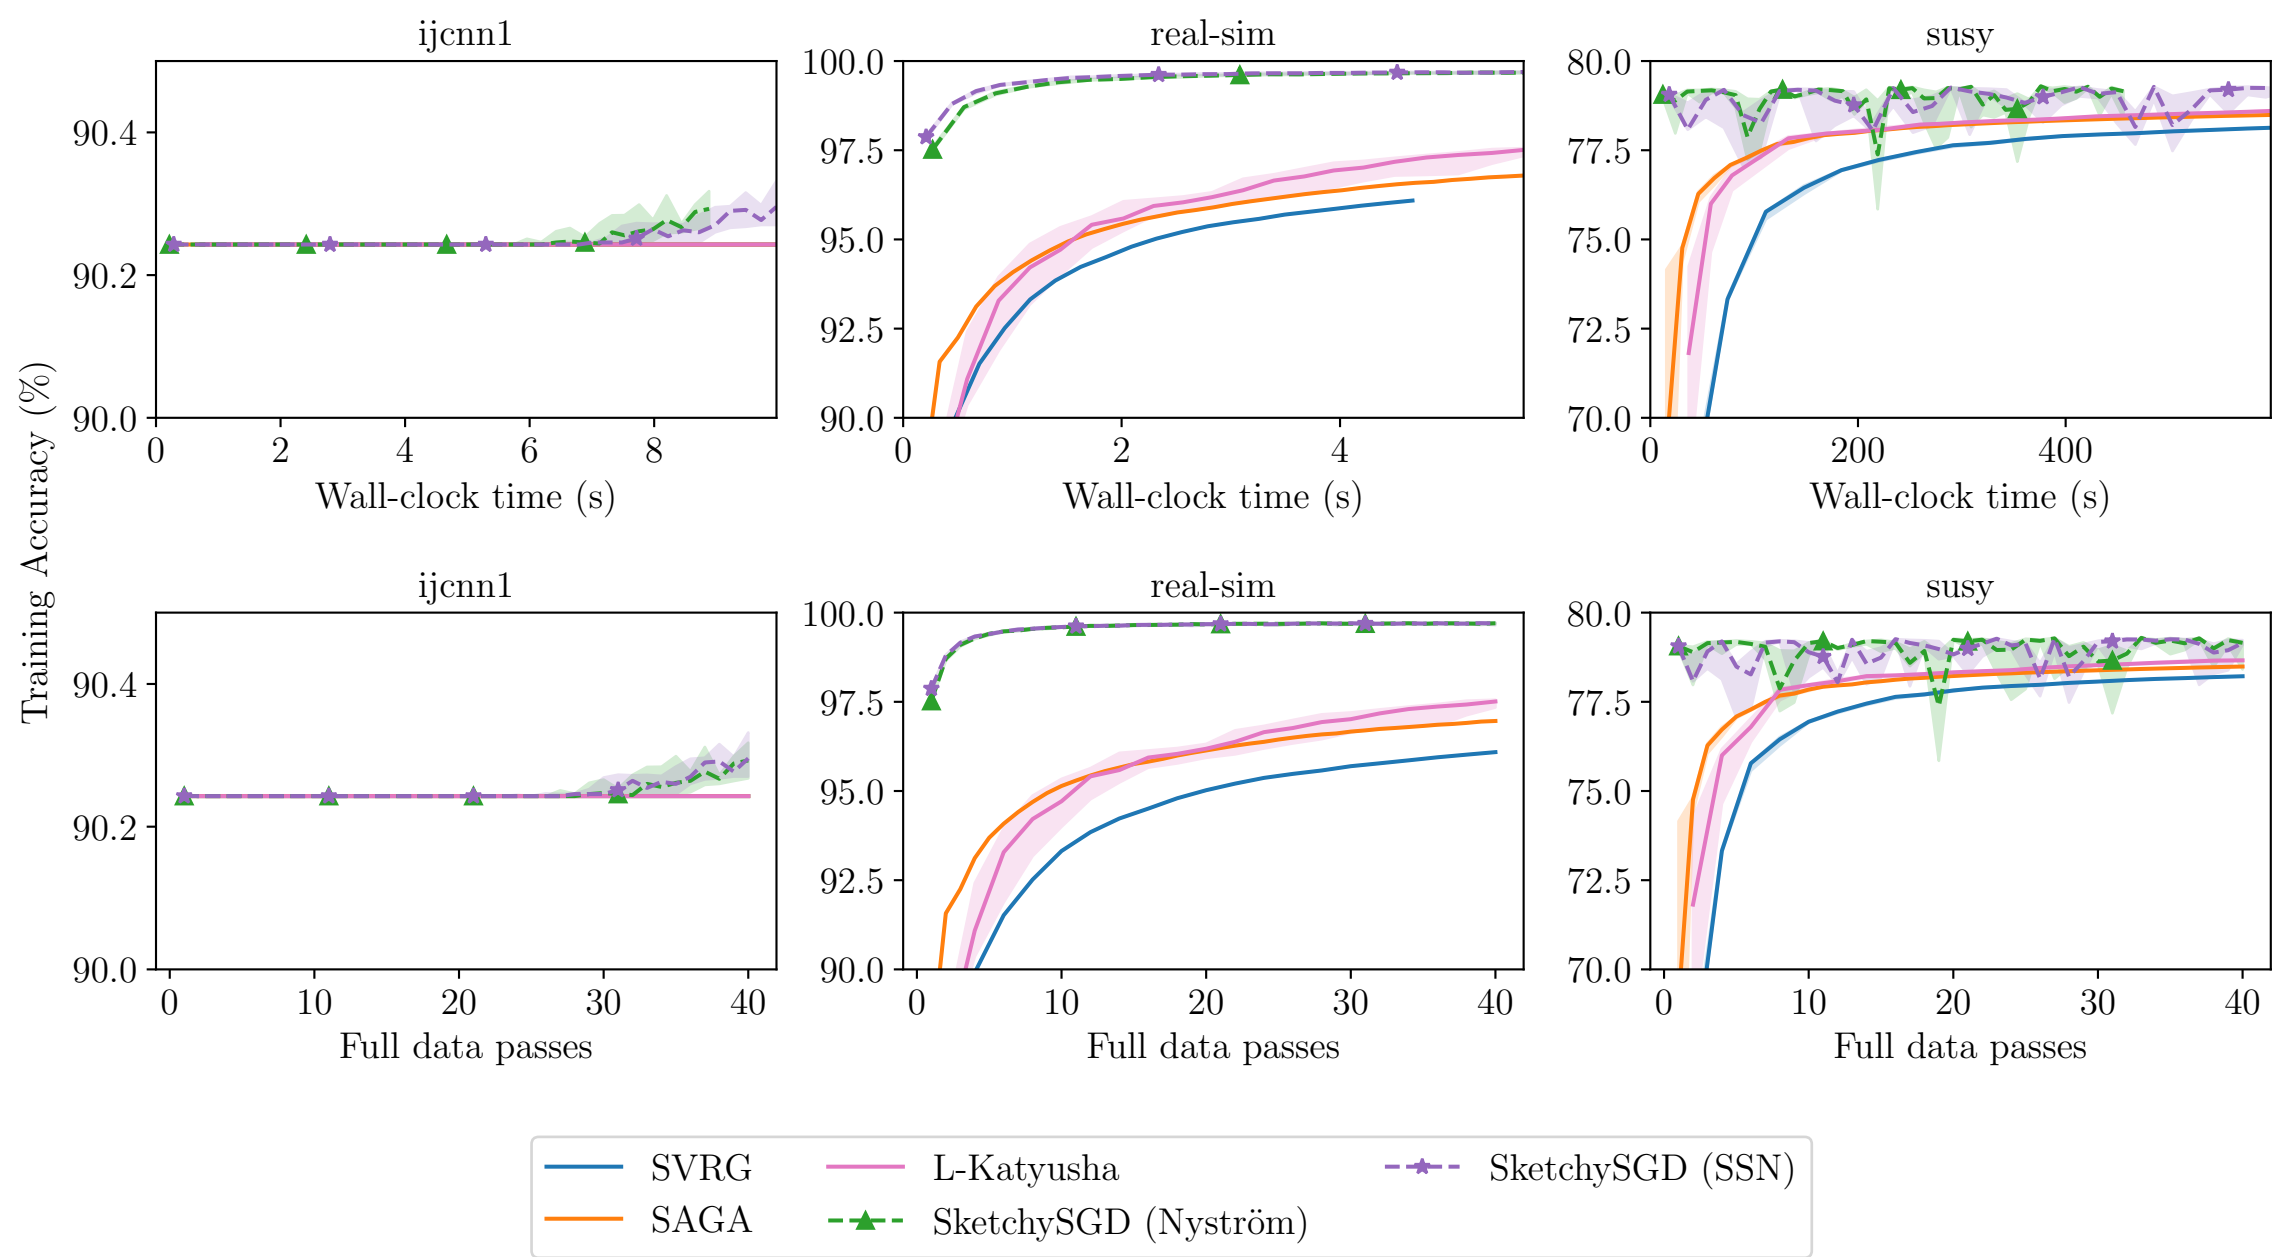 ijcnn1
real-sim
susy
90.4
90.2
90.0
0 2 4 6 8
Wall-clock time (s)
100.0
97.5
95.0
92.5
90.0
0 2 4
Wall-clock time (s)
80.0
77.5
75.0
72.5
70.0
0 200 400
Wall-clock time (s)
Training Accuracy (%)
ijcnn1
real-sim
susy
90.4
90.2
90.0
0 10 20 30 40
Full data passes
100.0
97.5
95.0
92.5
90.0
0 10 20 30 40
Full data passes
80.0
77.5
75.0
72.5
70.0
0 10 20 30 40
Full data passes
SVRG
SAGA
L-Katyusha
SketchySGD (Nyström)
SketchySGD (SSN)